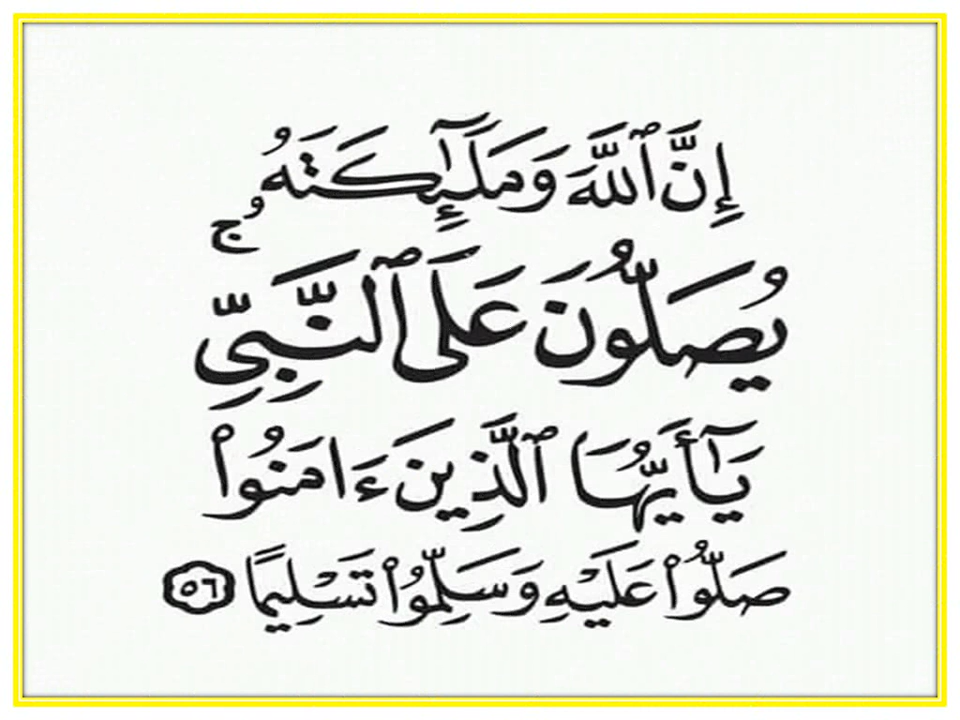 إِنَّ ٱللَّهَ وَمَلَـٰٓئِكَتَهُۥ
يُصَلُّونَ عَلَى ٱلنَّبِىِّ ۚ
يَـٰٓأَيُّهَا ٱلَّذِينَ ءَامَنُوا۟
صَلُّوا۟ عَلَيْهِ وَسَلِّمُوا۟ تَسْلِيمًا ٥٦